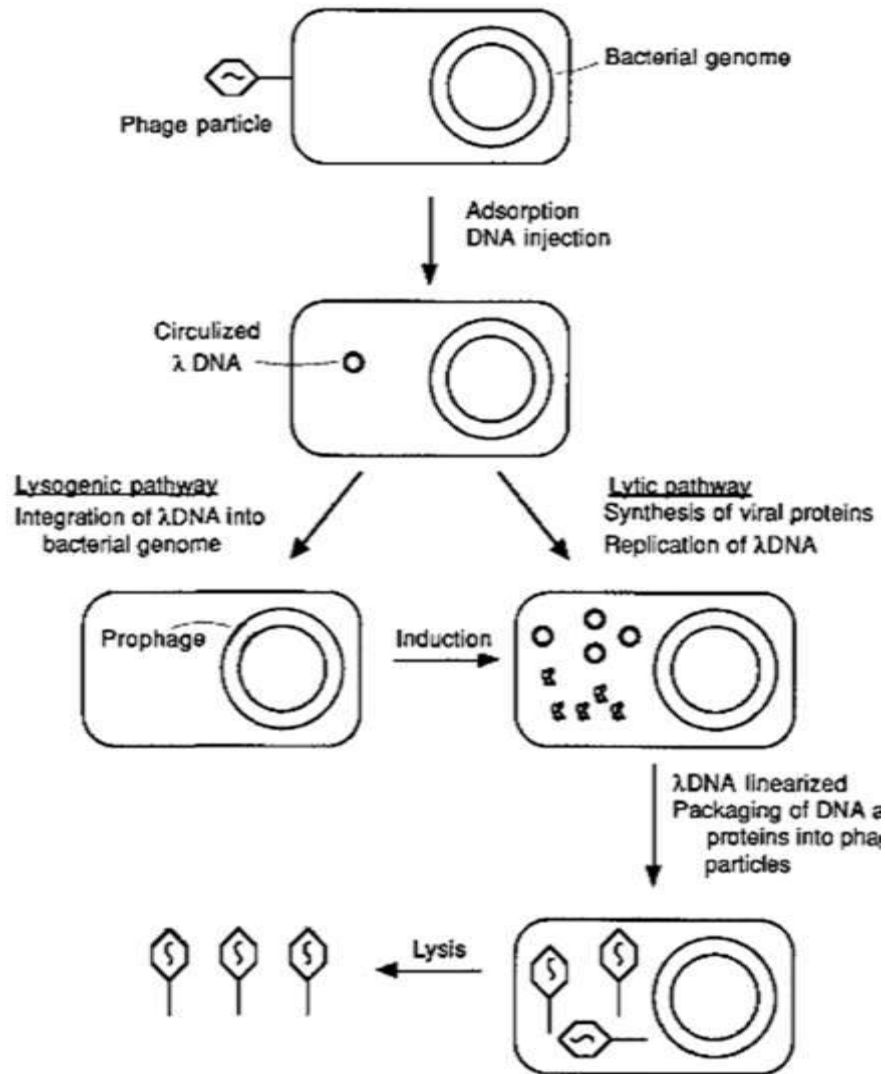 Bacterial genome
Phage particle
Adsorption
DNA injection
Circulized
λ DNA
Lysogenic pathway
Integration of λDNA into
bacterial genome
Lytic pathway
Synthesis of viral proteins
Replication of λDNA
Prophage
Induction
λDNA linearized
Packaging of DNA a
proteins into phag
particles
Lysis